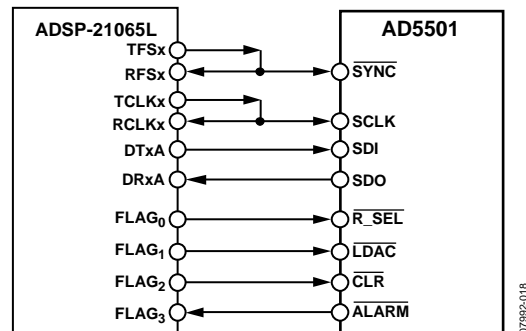 ADSP-21065L
AD5501
TFSx
RFSx
SYNC
TCLKx
RCLKx
SCLK
DTxA
SDI
DRxA
SDO
FLAG0
R_SEL
FLAG1
LDAC
FLAG2
CLR
FLAG3
ALARM
07992-018